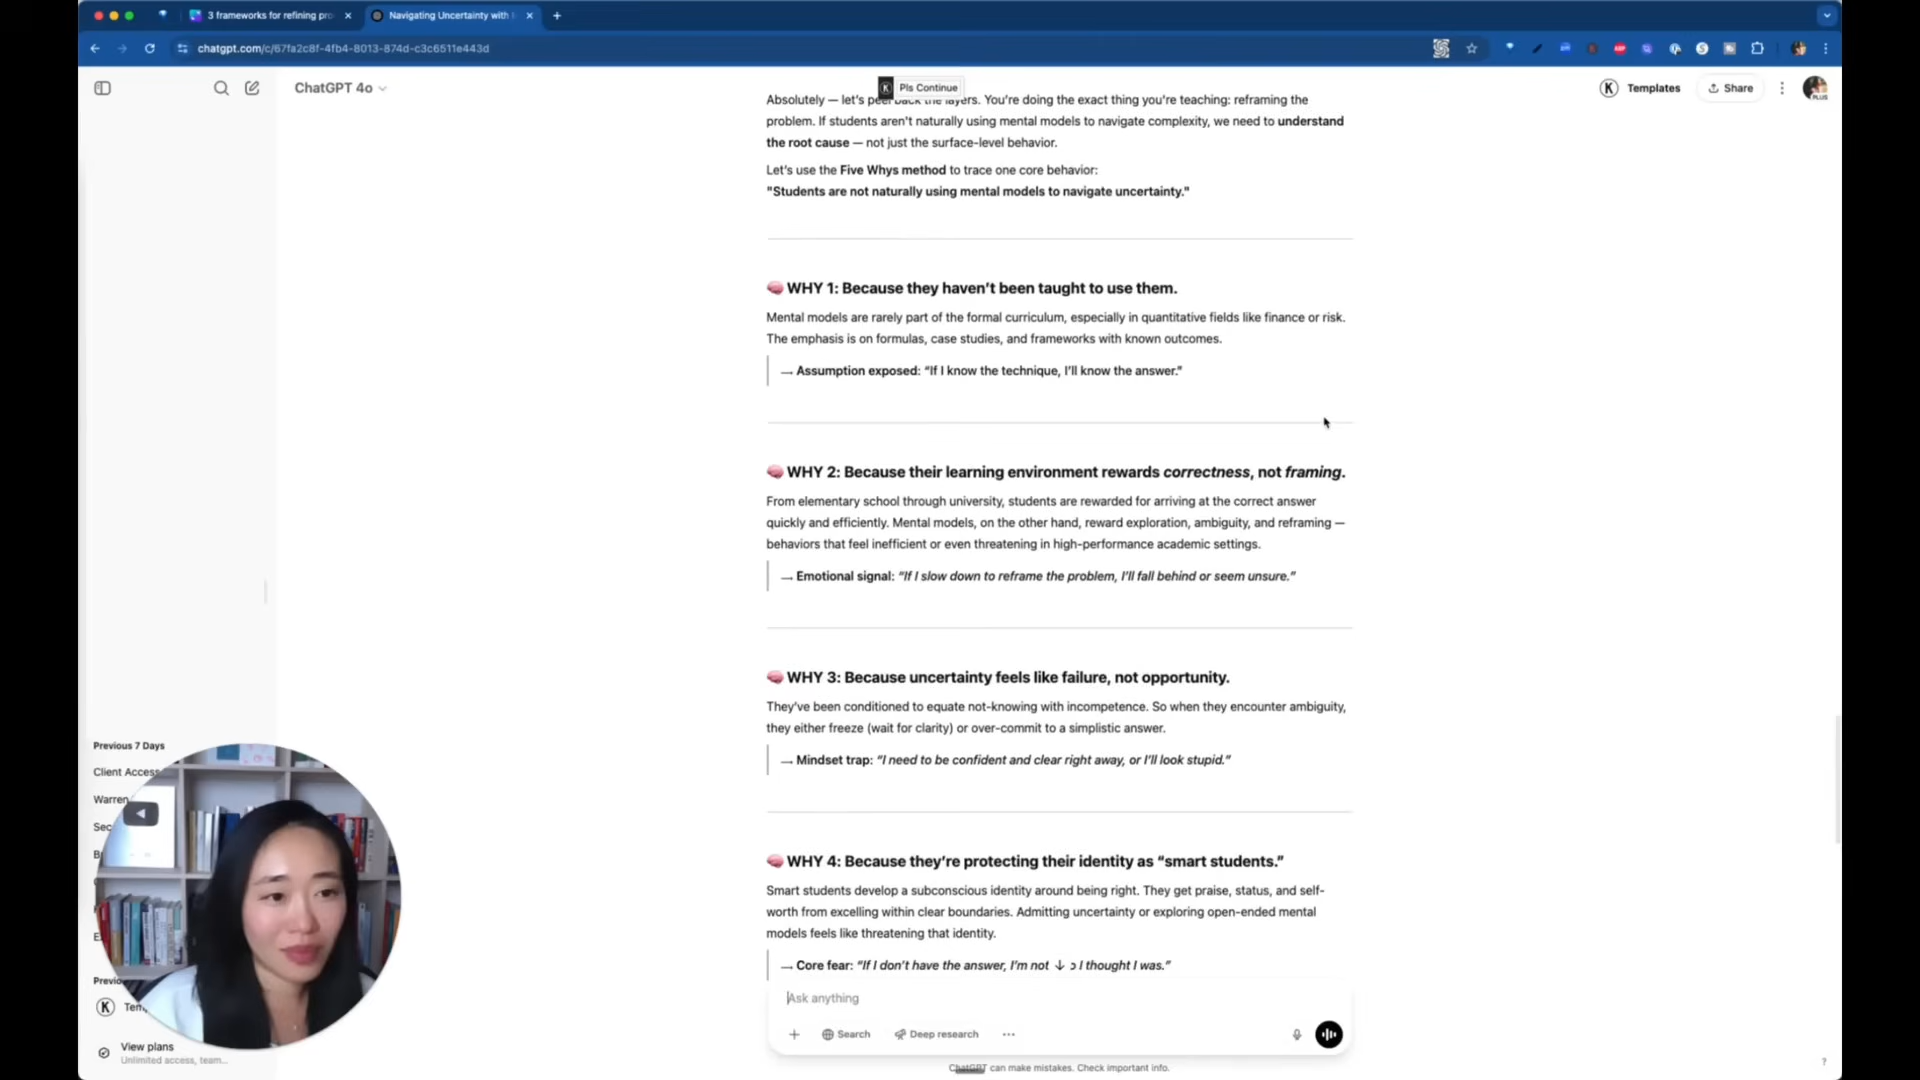 3 frameworks for refining pro
Navigating Uncertainty with
chatgpt.com/c/67fa2c8f-4fb4-8013-874d-c3c6511e443d
ChatGPT 4o
K Pls Continue
K Templates
Share
PLUS
Absolutely — let's peel back the layers. You're doing the exact thing you're teaching: reframing the
problem. If students aren't naturally using mental models to navigate complexity, we need to understand
the root cause — not just the surface-level behavior.
Let's use the Five Whys method to trace one core behavior:
"Students are not naturally using mental models to navigate uncertainty."
🧠 WHY 1: Because they haven't been taught to use them.
Mental models are rarely part of the formal curriculum, especially in quantitative fields like finance or risk.
The emphasis is on formulas, case studies, and frameworks with known outcomes.
→ Assumption exposed: “If I know the technique, I'll know the answer.”
🧠 WHY 2: Because their learning environment rewards correctness, not framing.
From elementary school through university, students are rewarded for arriving at the correct answer
quickly and efficiently. Mental models, on the other hand, reward exploration, ambiguity, and reframing —
behaviors that feel inefficient or even threatening in high-performance academic settings.
→ Emotional signal: “If I slow down to reframe the problem, I'll fall behind or seem unsure.”
🧠 WHY 3: Because uncertainty feels like failure, not opportunity.
They've been conditioned to equate not-knowing with incompetence. So when they encounter ambiguity,
they either freeze (wait for clarity) or over-commit to a simplistic answer.
→ Mindset trap: “I need to be confident and clear right away, or I'll look stupid.”
🧠 WHY 4: Because they're protecting their identity as “smart students.”
Smart students develop a subconscious identity around being right. They get praise, status, and self-
worth from excelling within clear boundaries. Admitting uncertainty or exploring open-ended mental
models feels like threatening that identity.
→ Core fear: “If I don't have the answer, I'm not I thought I was.”
Previous 7 Days
Client Access
Warren
Sec
K Tem
View plans
Unlimited access, team...
Ask anything
Search
Deep research
ChatGPT can make mistakes. Check important info.
?